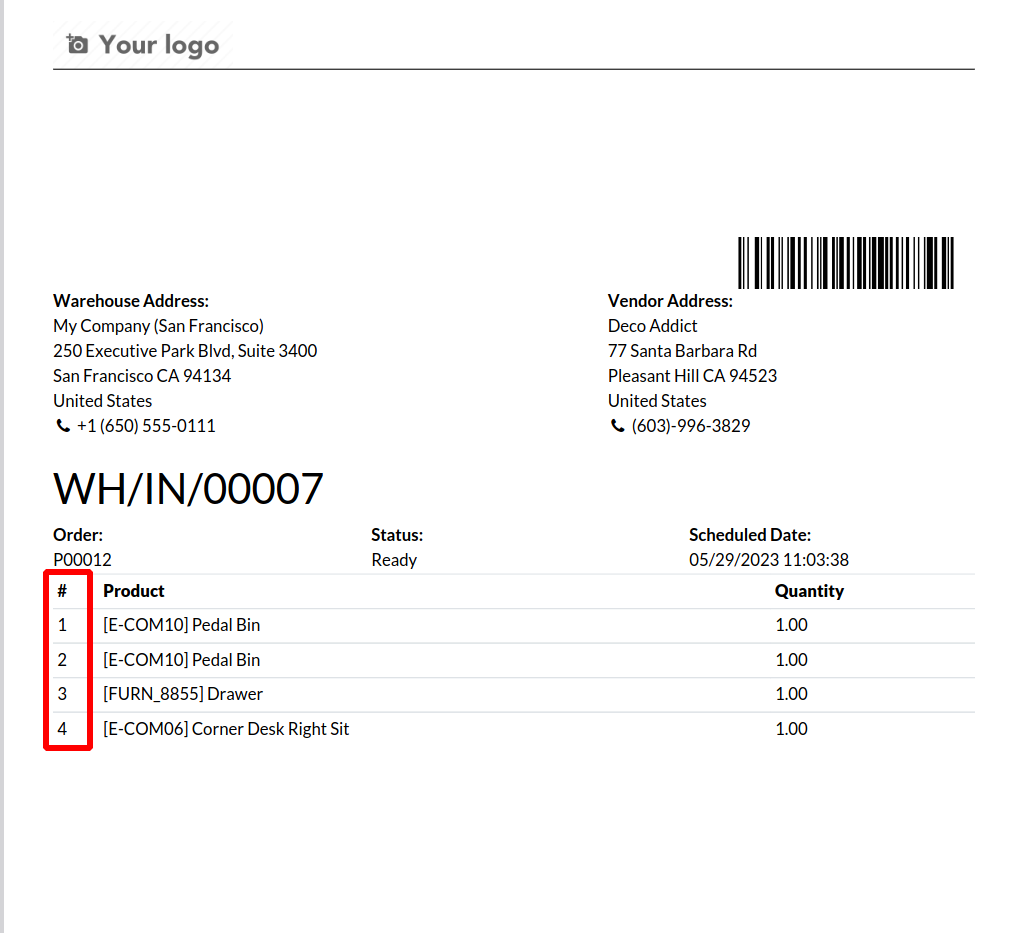 Your logo
Warehouse Address:
My Company (San Francisco)
250 Executive Park Blvd, Suite 3400
San Francisco CA 94134
United States
+1 (650) 555-0111
Vendor Address:
Deco Addict
77 Santa Barbara Rd
Pleasant Hill CA 94523
United States
(603)-996-3829
WH/IN/00007
Order: Status: Scheduled Date:
P00012 Ready 05/29/2023 11:03:38
# Product Quantity
1 [E-COM10] Pedal Bin 1.00
2 [E-COM10] Pedal Bin 1.00
3 [FURN_8855] Drawer 1.00
4 [E-COM06] Corner Desk Right Sit 1.00